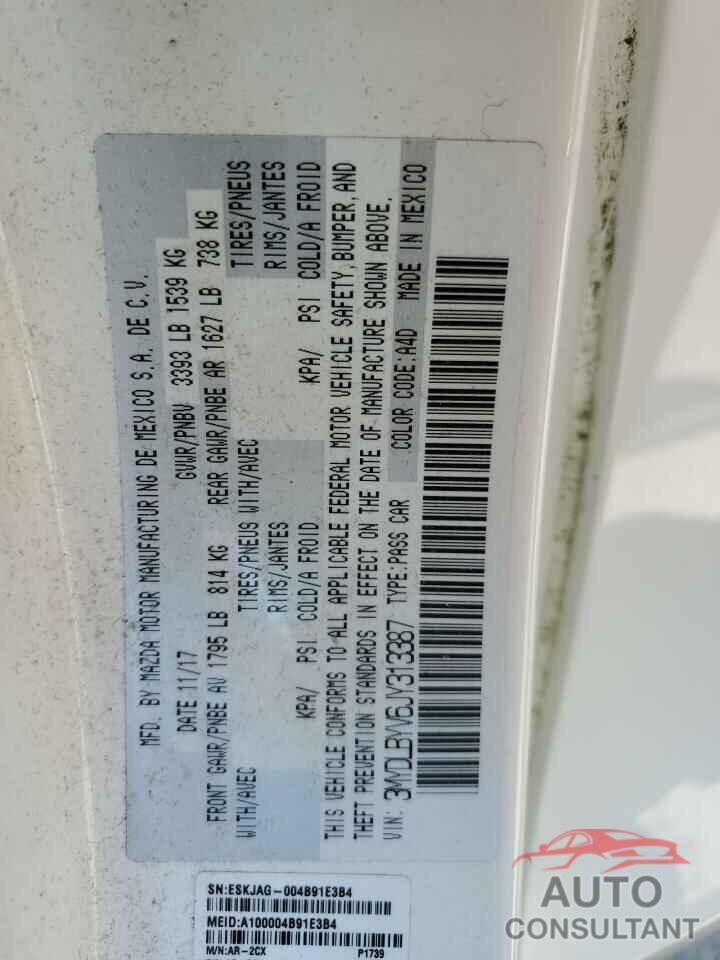 MFD. BY MAZDA MOTOR MANUFACTURING DE MEXICO S.A. DE C.V.
DATE 11/17 GVWR/PNBV 3393 LB 1539 KG
FRONT GAWR/PNBE AV 1795 LB 814 KG REAR GAWR/PNBE AR 1627 LB 738 KG
WITH/AVEC TIRES/PNEUS WITH/AVEC TIRES/PNEUS
RIMS/JANTES RIMS/JANTES
KPA/ PSI COLD/A FROID KPA/ PSI COLD/A FROID
THIS VEHICLE CONFORMS TO ALL APPLICABLE FEDERAL MOTOR VEHICLE SAFETY, BUMPER, AND
THEFT PREVENTION STANDARDS IN EFFECT ON THE DATE OF MANUFACTURE SHOWN ABOVE.
VIN: 3MYDLBYV6JY313387 TYPE:PASS CAR COLOR CODE:A4D MADE IN MEXICO
SN:ESKJAG-004B91E3B4
MEID:A100004B91E3B4
M/N:AR-2CX P1739
AUTO
CONSULTANT